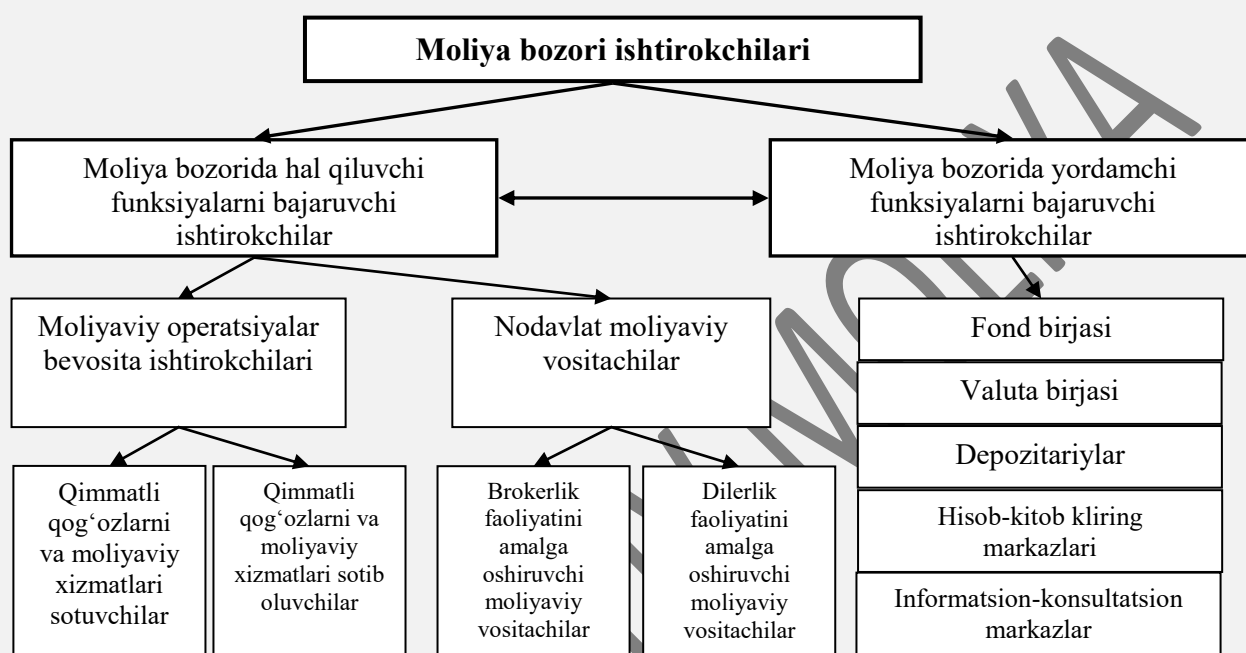 Moliya bozori ishtirokchilari
Moliya bozorida hal qiluvchi
funksiyalarni bajaruvchi
ishtirokchilar
Moliya bozorida yordamchi
funksiyalarni bajaruvchi
ishtirokchilar
Moliyaviy operatsiyalar
bevosita ishtirokchilari
Nodavlat moliyaviy
vositachilar
Fond birjasi
Valuta birjasi
Depozitariylar
Hisob-kitob kliring
markazlari
Informatsion-konsultatsion
markazlar
Qimmatli
qog‘ozlarni
va moliyaviy
xizmatlari
sotuvchilar
Qimmatli
qog‘ozlarni va
moliyaviy
xizmatlari sotib
oluvchilar
Brokerlik
faoliyatini
amalga
oshiruvchi
moliyaviy
vositachilar
Dilerlik
faoliyatini
amalga
oshiruvchi
moliyaviy
vositachilar
MOLIYA